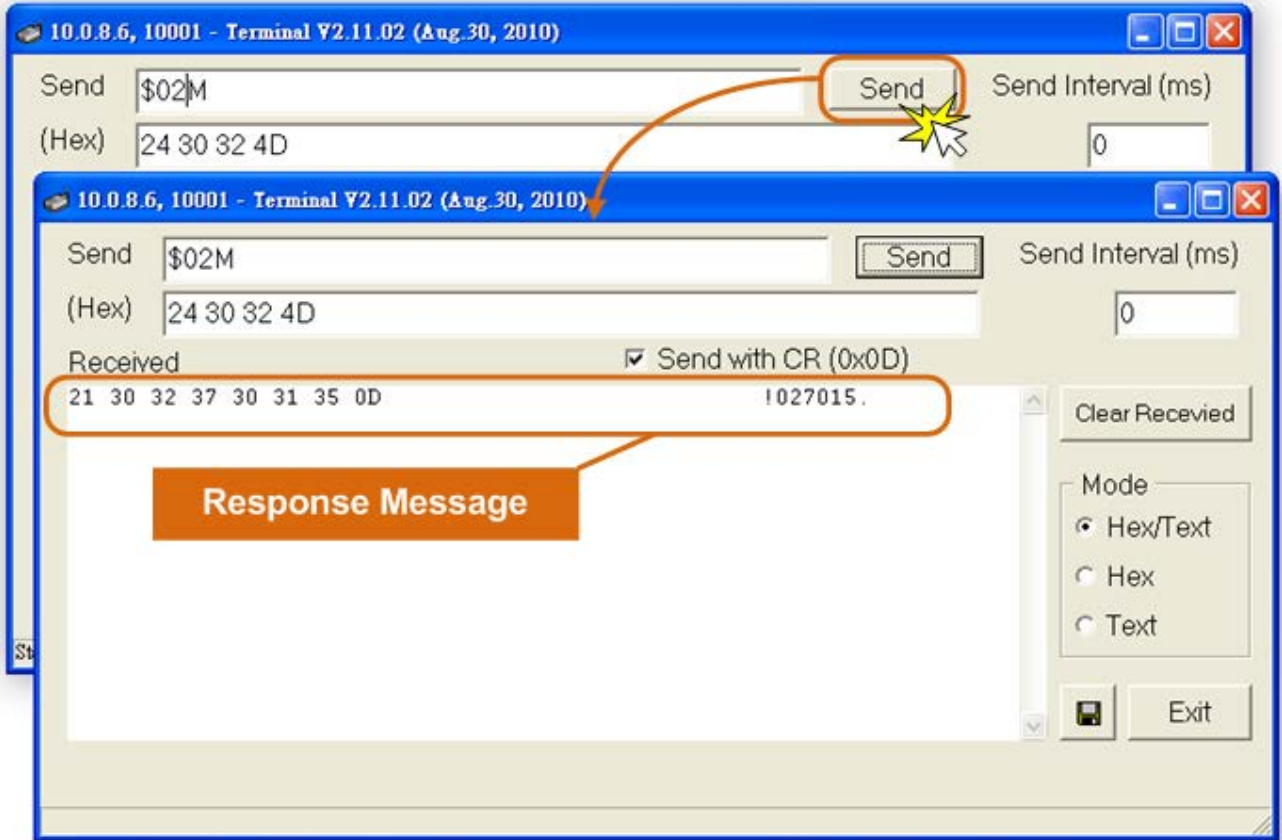 10.0.8.6, 10001 - Terminal V2.11.02 (Aug.30, 2010)
Send $02M Send Send Interval (ms)
(Hex) 24 30 32 4D 0
10.0.8.6, 10001 - Terminal V2.11.02 (Aug.30, 2010)
Send $02M Send Send Interval (ms)
(Hex) 24 30 32 4D 0
Received Send with CR (0x0D)
21 30 32 37 30 31 35 0D !027015.
Clear Recevied
Response Message
Mode
Hex/Text
Hex
Text
St
Exit